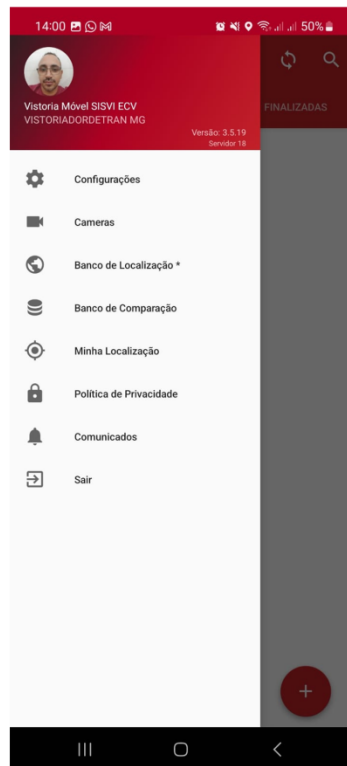 14:00
50%
Vistoria Móvel SISVI ECV
VISTORIADORDETRAN MG
Versão: 3.5.19
Servidor 18
FINALIZADAS
Configurações
Cameras
Banco de Localização *
Banco de Comparação
Minha Localização
Política de Privacidade
Comunicados
Sair